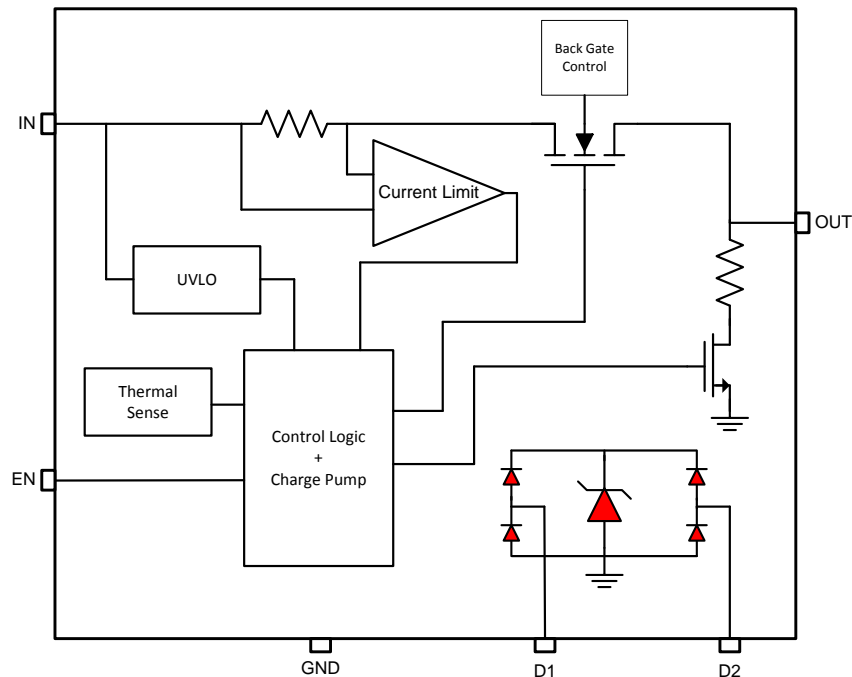 Back Gate
Control
IN
Current Limit
OUT
UVLO
Thermal
Sense
Control Logic
+
Charge Pump
EN
GND
D1
D2